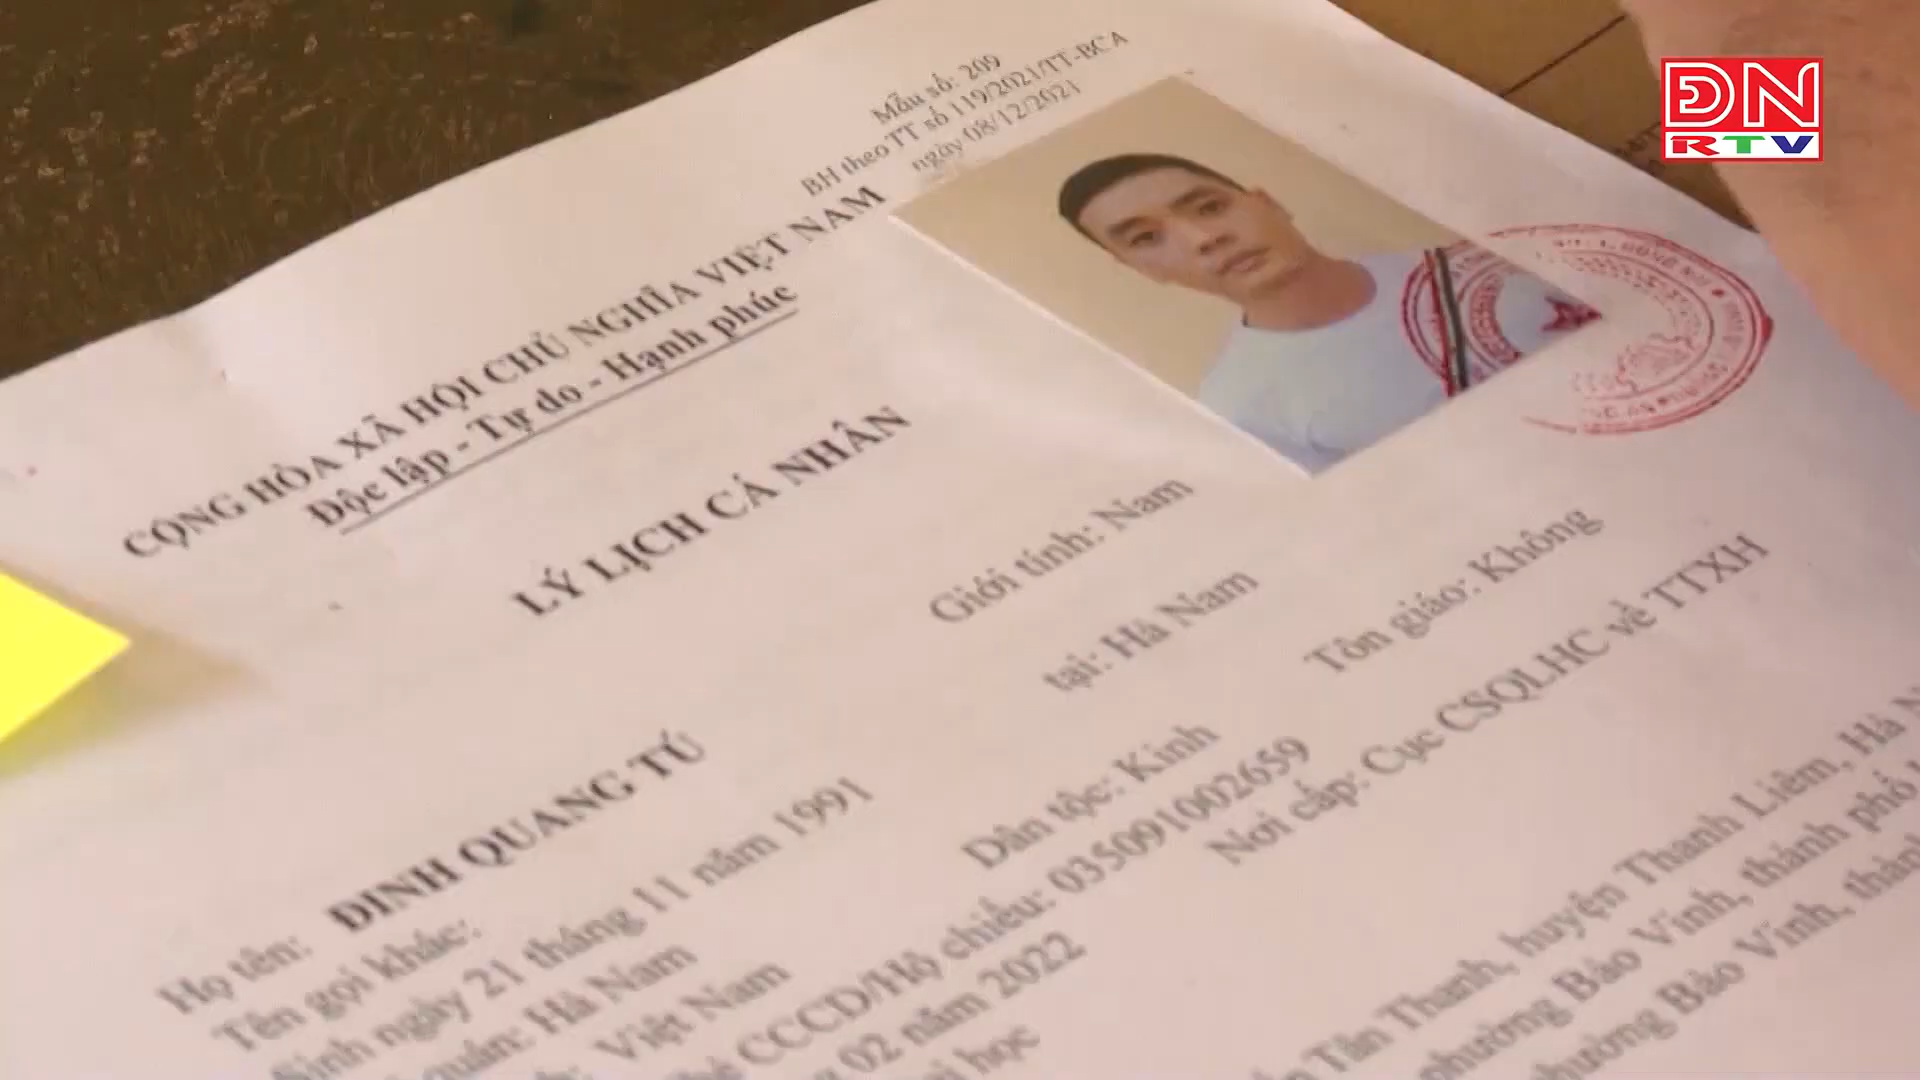 ĐN
RTV
Mẫu số: 209
BH theo TT số 119/2021/TT-BCA
ngày 08/12/2021
CỘNG HÒA XÃ HỘI CHỦ NGHĨA VIỆT NAM
Độc lập - Tự do - Hạnh phúc
LÝ LỊCH CÁ NHÂN
Họ tên: ĐINH QUANG TÚ Giới tính: Nam
Tên gọi khác:
Sinh ngày 21 tháng 11 năm 1991 tại: Hà Nam
quán: Hà Nam
Việt Nam Dân tộc: Kinh Tôn giáo: Không
CCCD/Hộ chiếu: 035091002659
02 năm 2022 Nơi cấp: Cục CSQLHC về TTXH
học
Tân Thanh, huyện Thanh Liêm, Hà
phường Bảo Vinh, thành phố
phường Bảo Vinh,